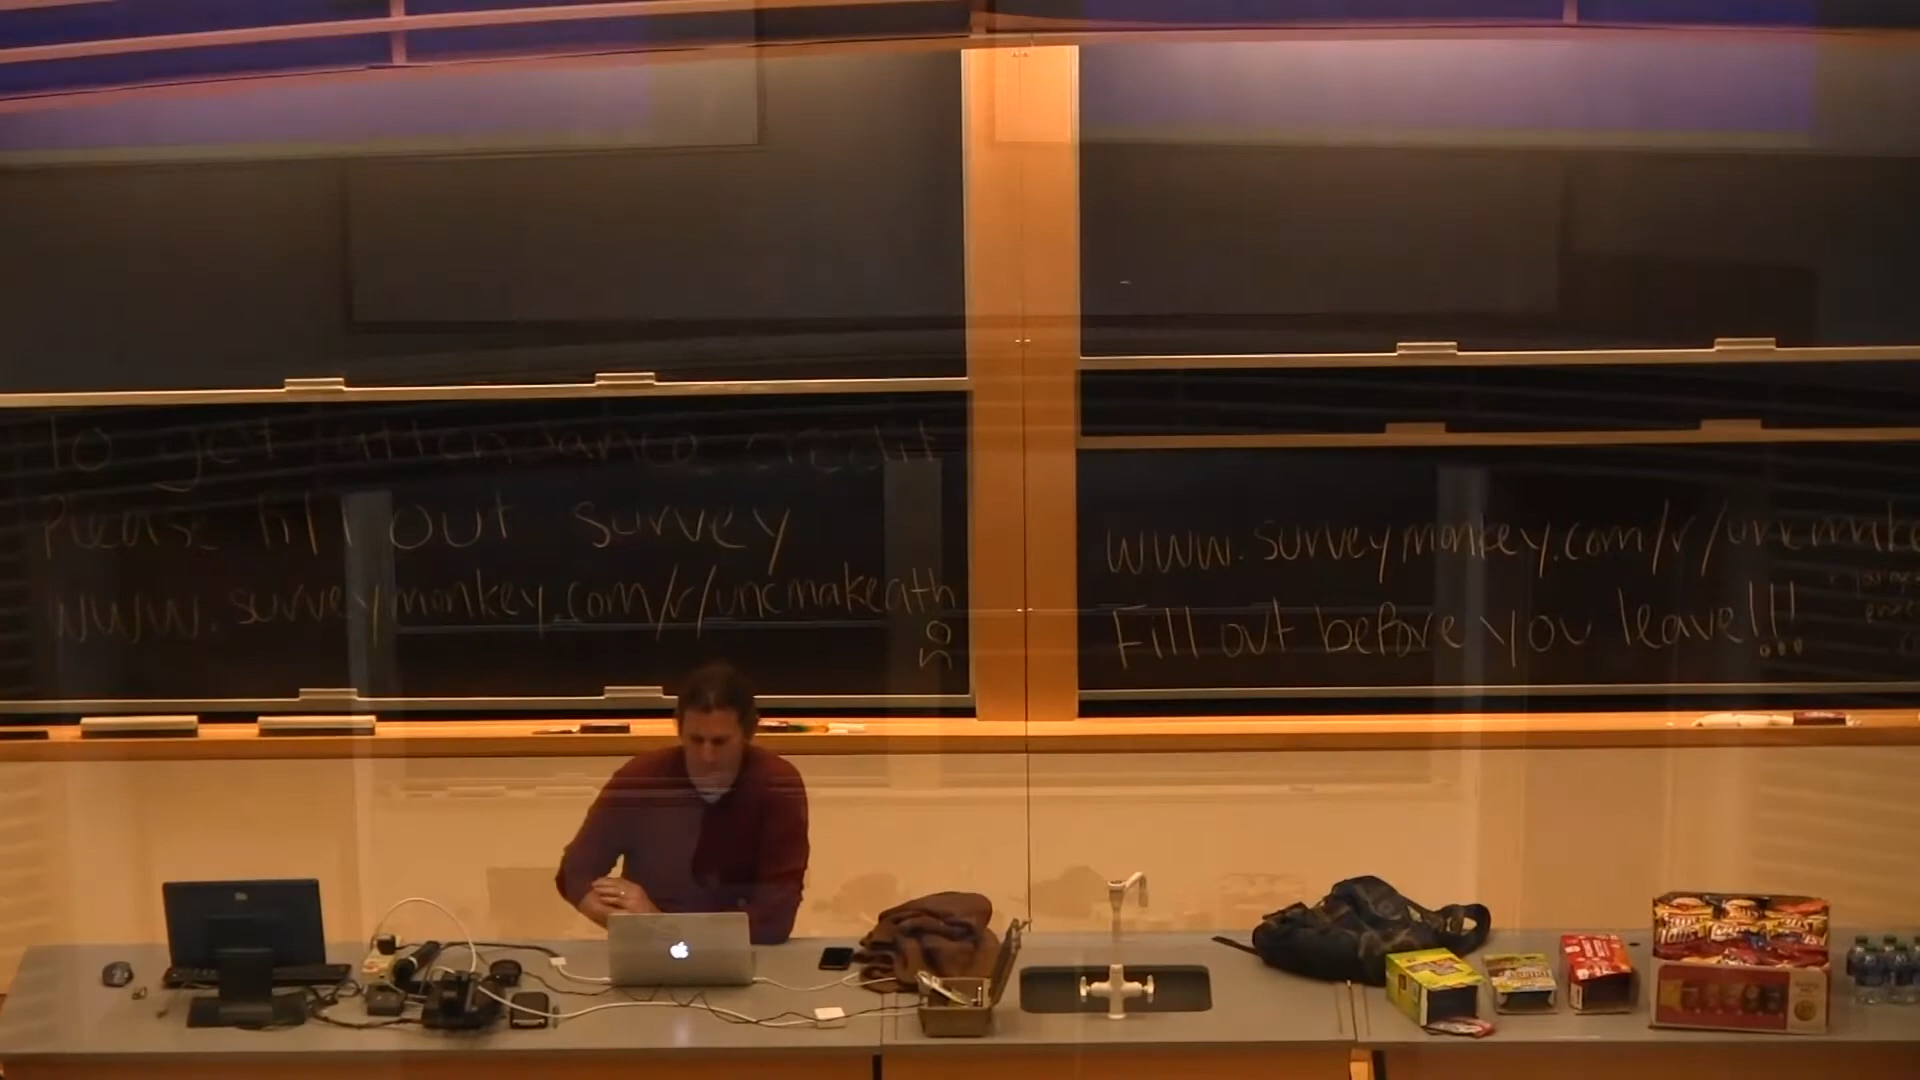 To get attendance credit
Please fill out survey
www.surveymonkey.com/r/uncmakeath
on
www.surveymonkey.com/r/uncmake
Fill out before you leave!!!